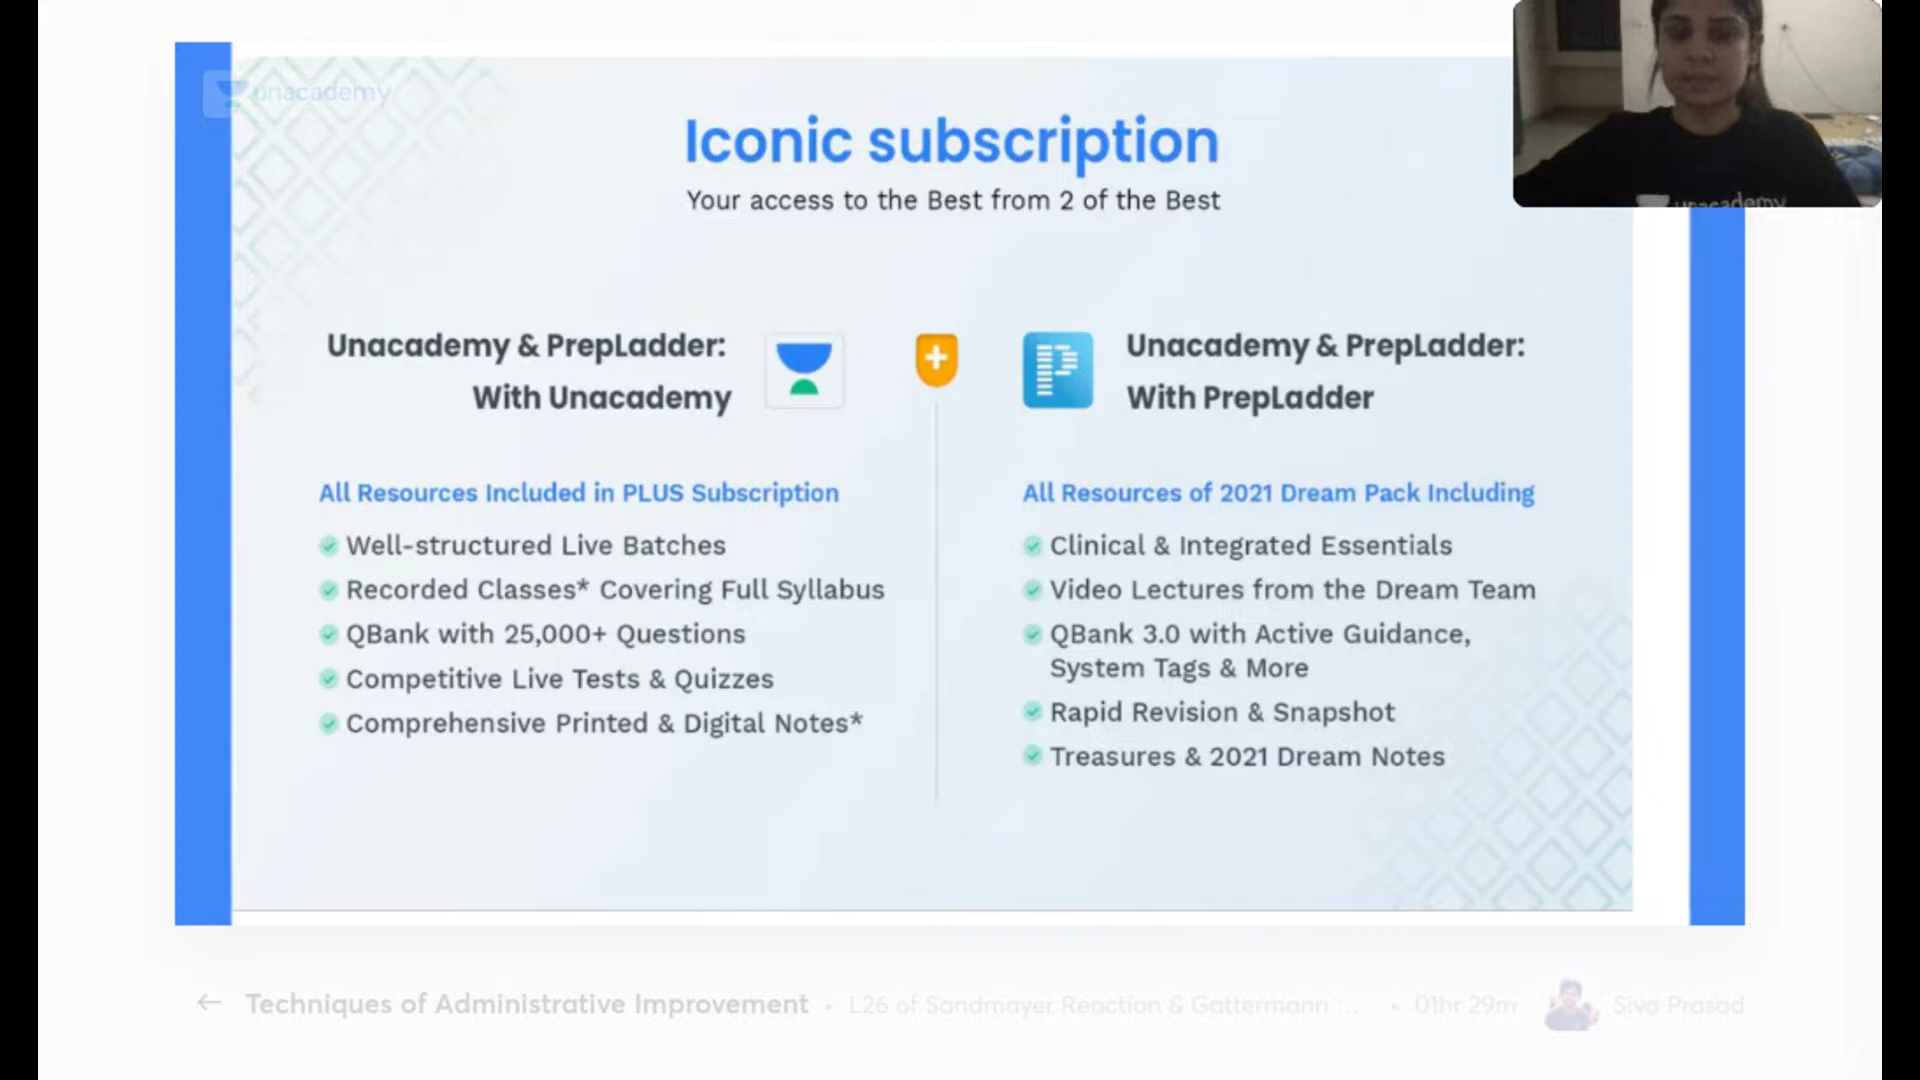 unacademy
Iconic subscription
Your access to the Best from 2 of the Best
unacademy
Unacademy & PrepLadder:
With Unacademy
Unacademy & PrepLadder:
With PrepLadder
All Resources Included in PLUS Subscription
Well-structured Live Batches
Recorded Classes* Covering Full Syllabus
QBank with 25,000+ Questions
Competitive Live Tests & Quizzes
Comprehensive Printed & Digital Notes*
All Resources of 2021 Dream Pack Including
Clinical & Integrated Essentials
Video Lectures from the Dream Team
QBank 3.0 with Active Guidance,
System Tags & More
Rapid Revision & Snapshot
Treasures & 2021 Dream Notes
← Techniques of Administrative Improvement • L26 of Sandmayer Reaction & Gattermann ... • 01hr 29m Siva Prasad